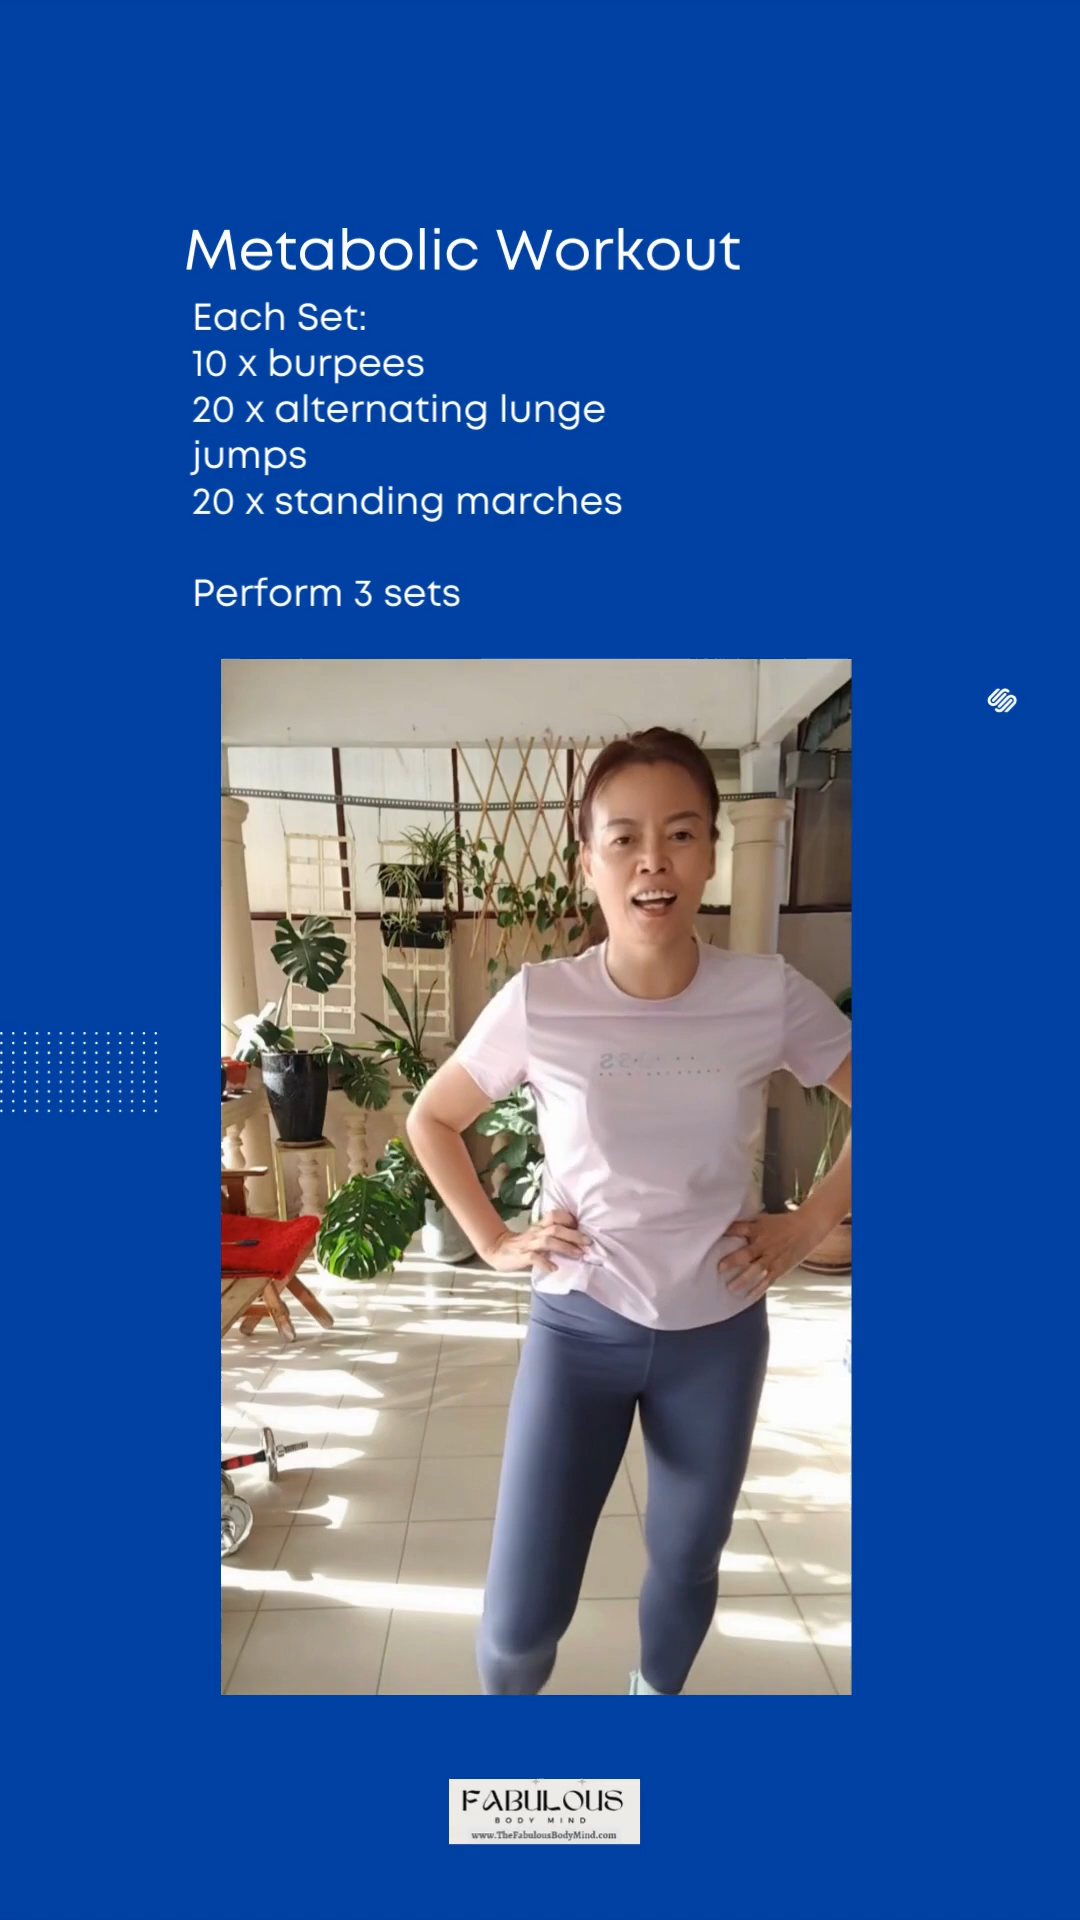 Metabolic Workout
Each Set:
10 x burpees
20 x alternating lunge
jumps
20 x standing marches
Perform 3 sets
FABULOUS
BODY MIND
www.TheFabulousBodyMind.com